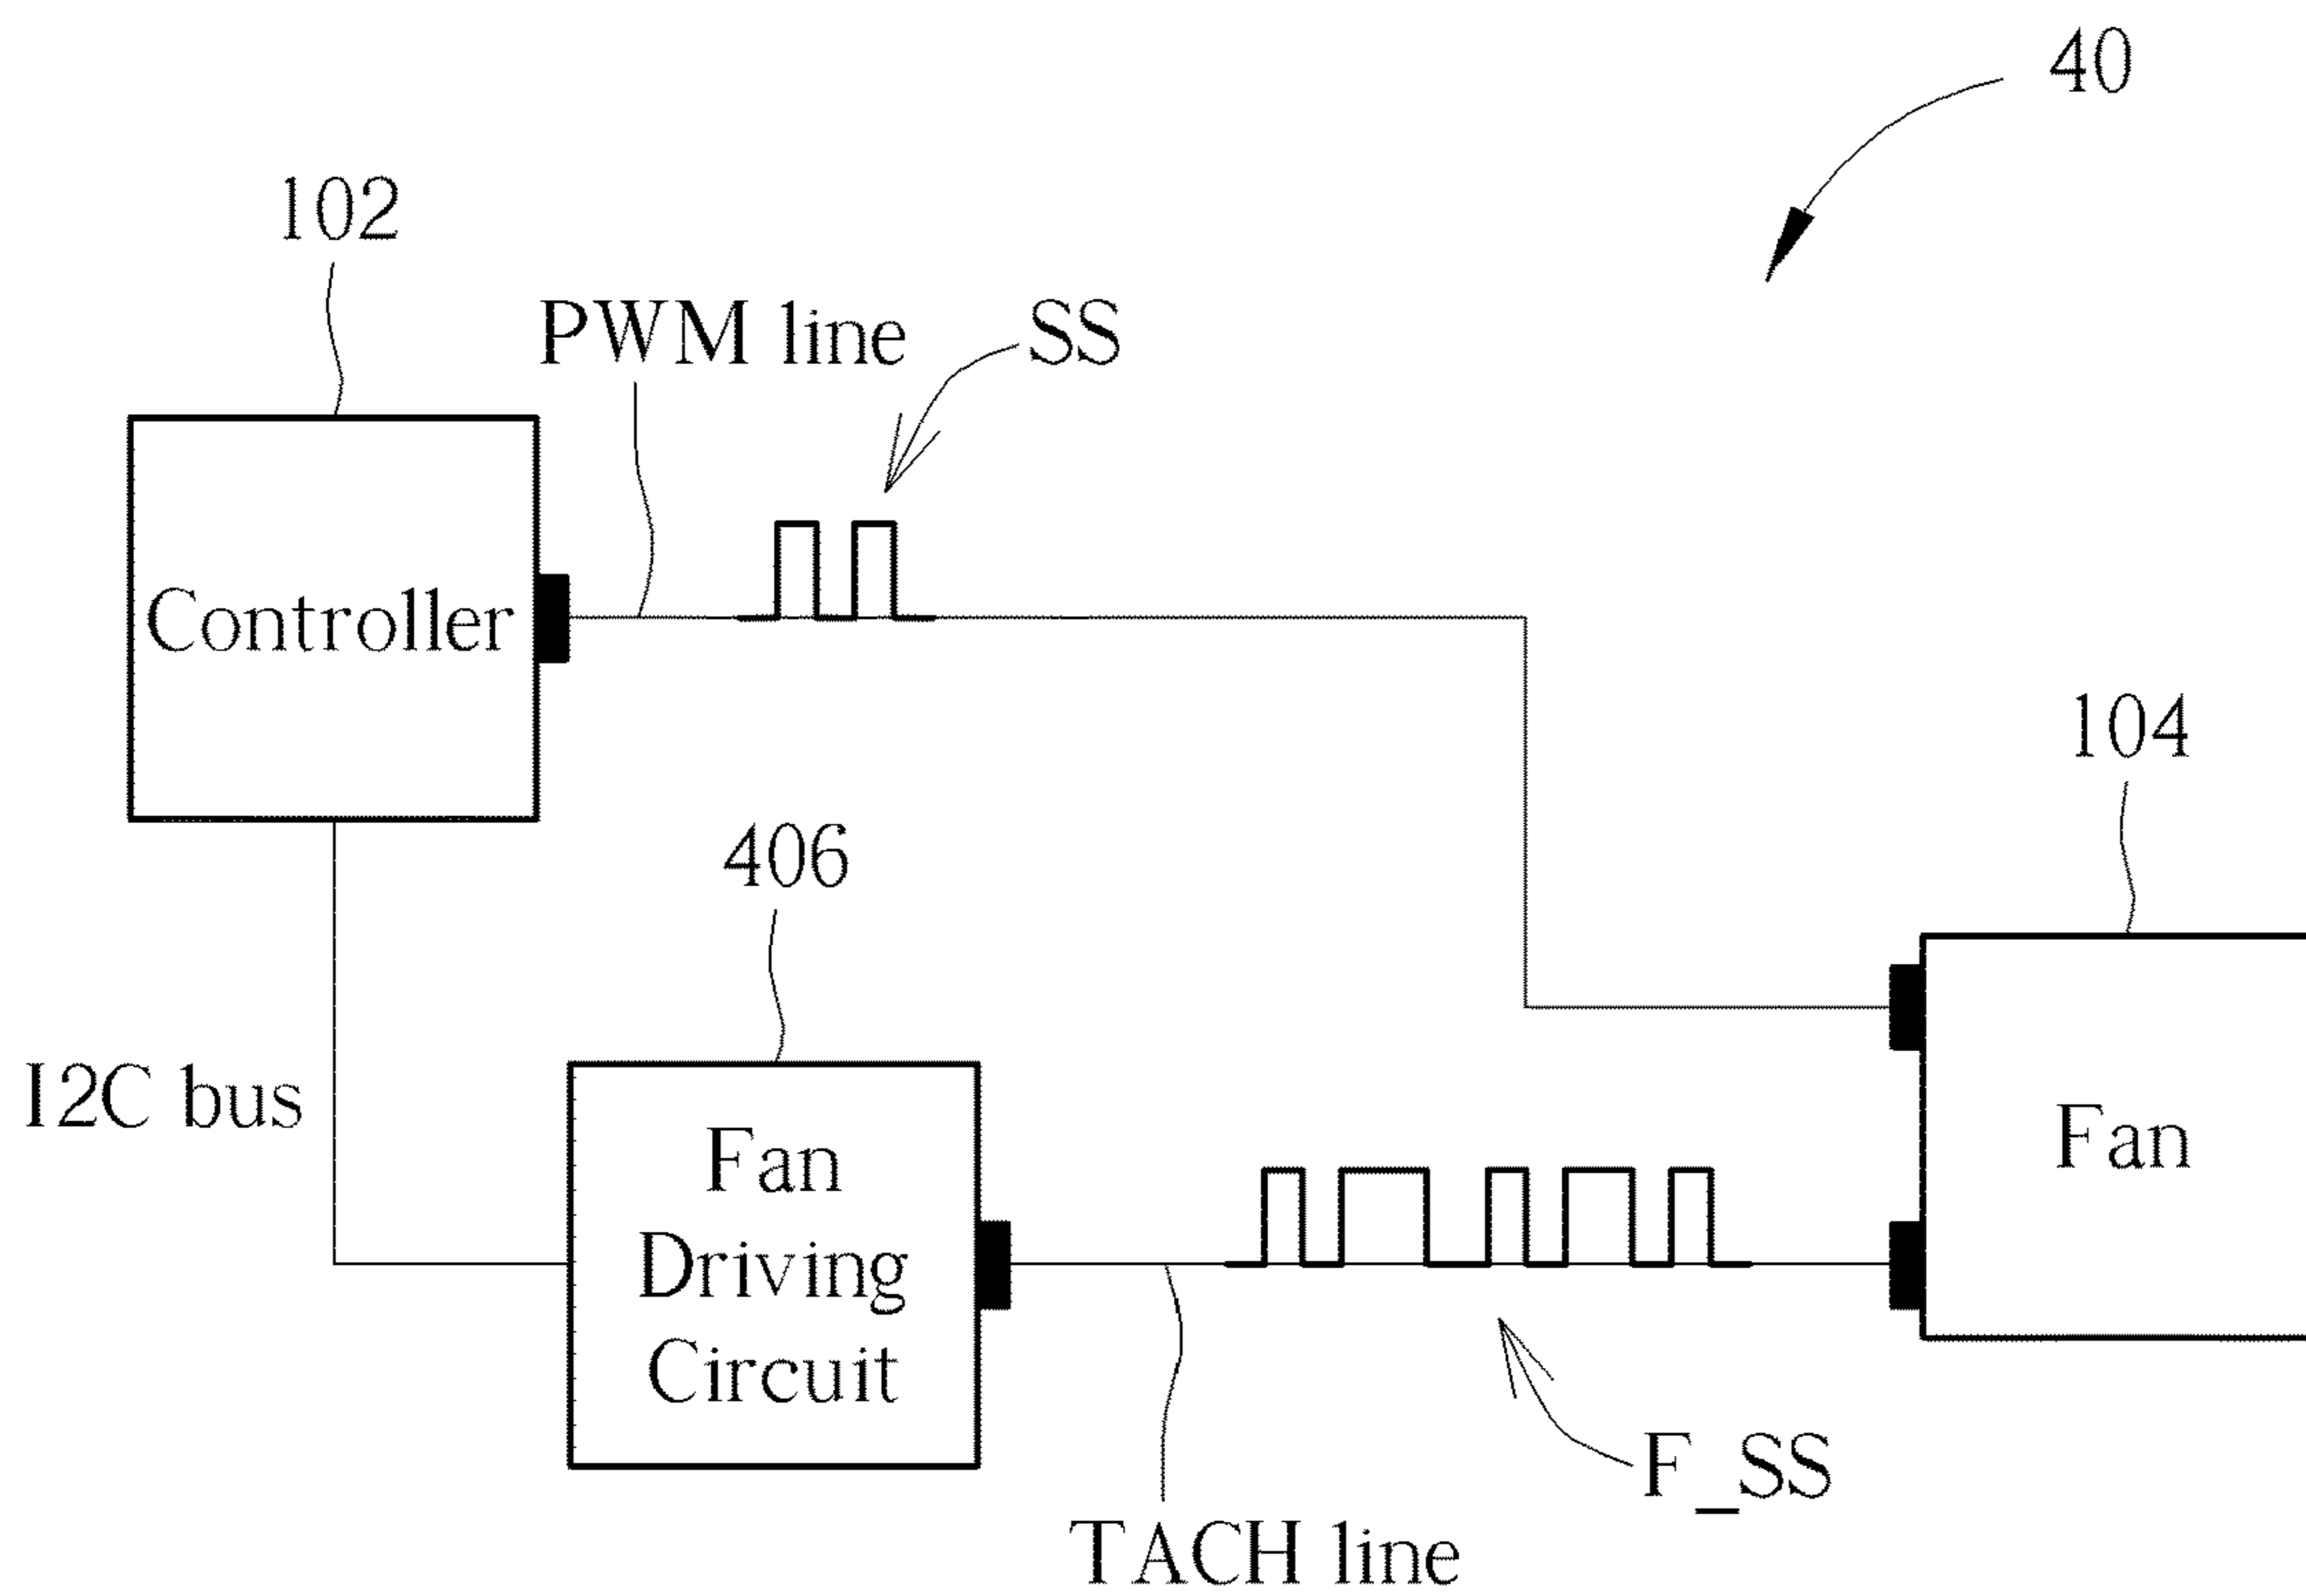 40
102
PWM line
SS
Controller
104
406
I2C bus
Fan
Driving
Circuit
Fan
F_SS
TACH line